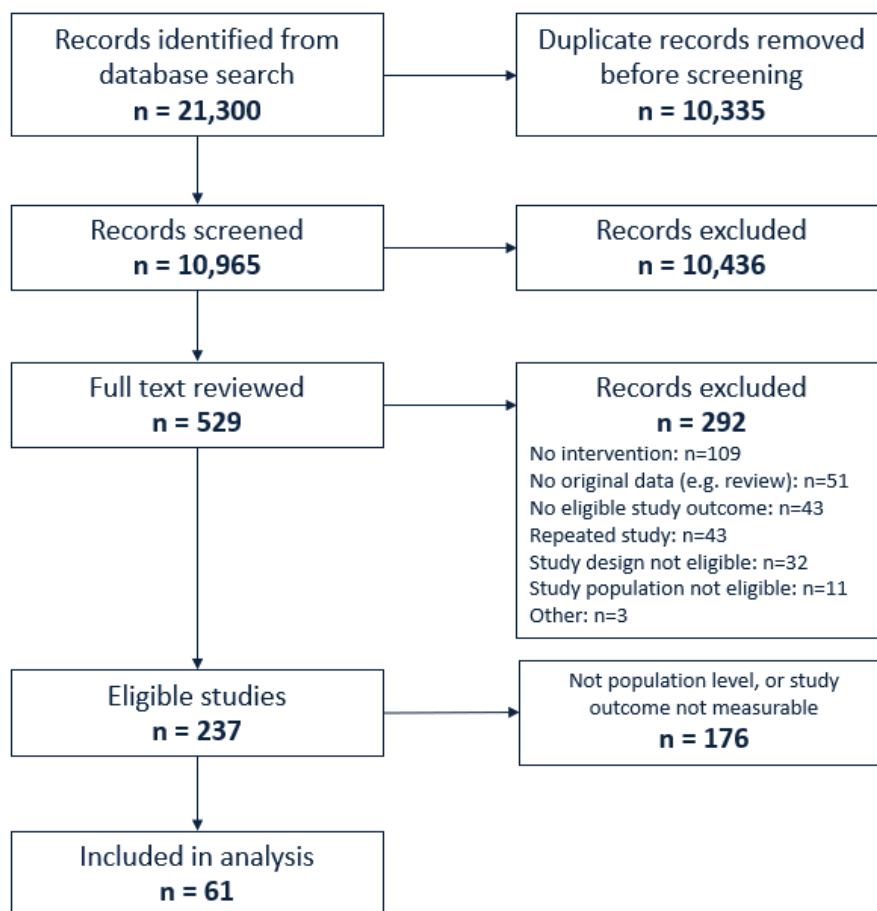 Records identified from
database search
n = 21,300
Duplicate records removed
before screening
n = 10,335
Records screened
n = 10,965
Records excluded
n = 10,436
Full text reviewed
n = 529
Records excluded
n = 292
No intervention: n=109
No original data (e.g. review): n=51
No eligible study outcome: n=43
Repeated study: n=43
Study design not eligible: n=32
Study population not eligible: n=11
Other: n=3
Eligible studies
n = 237
Not population level, or study
outcome not measurable
n = 176
Included in analysis
n = 61